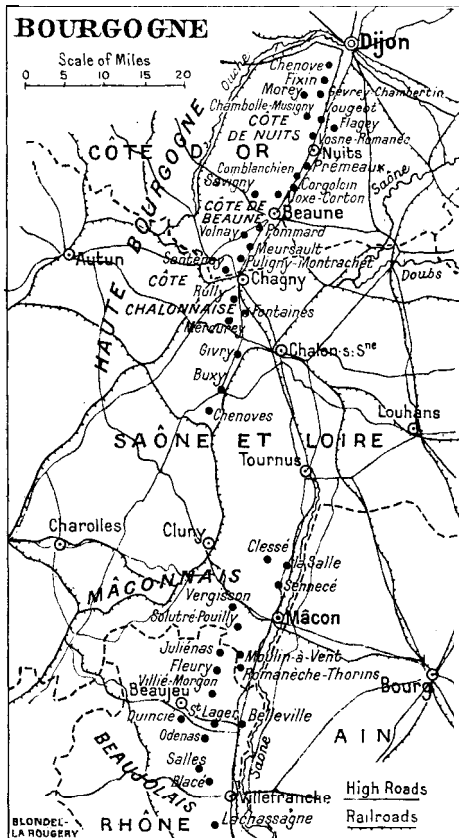 BOURGOGNE
Scale of Miles
0 5 10 20
Dijon
Ouche
Chenove
Fixin
Morey
Gevrey-Chambertin
Chambolle-Musigny
Vougeot
CÔTE
DE NUITS
Flagey
Vosne-Romanée
CÔTE D'OR
Nuits
Comblanchien
Prémeaux
Savigny
Corgoloin
Saône
CÔTE DE
BEAUNE
Beaune
Volnay
Pommard
HAUTE BOURGOGNE
Meursault
Autun
Santenay
Puligny-Montrachet
Doubs
CÔTE
CHALONNAISE
Chagny
Rully
Fontaines
Mercurey
Givry
Chalon-s-Sne
Buxy
Chenoves
Louhans
SAÔNE ET LOIRE
Tournus
Charolles
Cluny
Clessé
la Salle
MÂCONNAIS
Sennecé
Vergisson
Solutré-Pouilly
Mâcon
Juliénas
Moulin-à-Vent
Fleury
Romanèche-Thorins
Villié-Morgon
Bourg
Beaujeu
St Lager
Quincié
Belleville
Odenas
AIN
BEAUJOLAIS
Salles
Saône
Blacé
Villefranche
High Roads
Railroads
BLONDEL-
LA ROUGERY
RHÔNE
Lachassagne